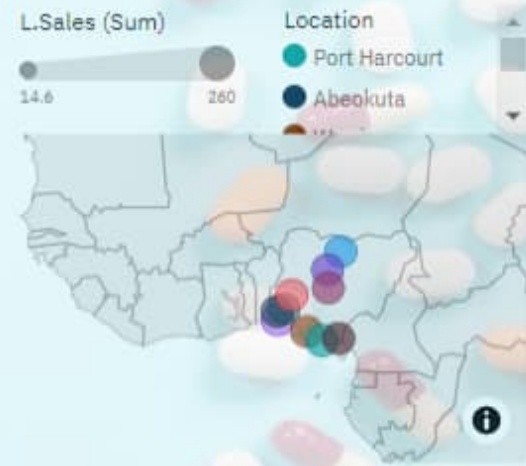 L.Sales (Sum)
14.6
260
Location
Port Harcourt
Abeokuta